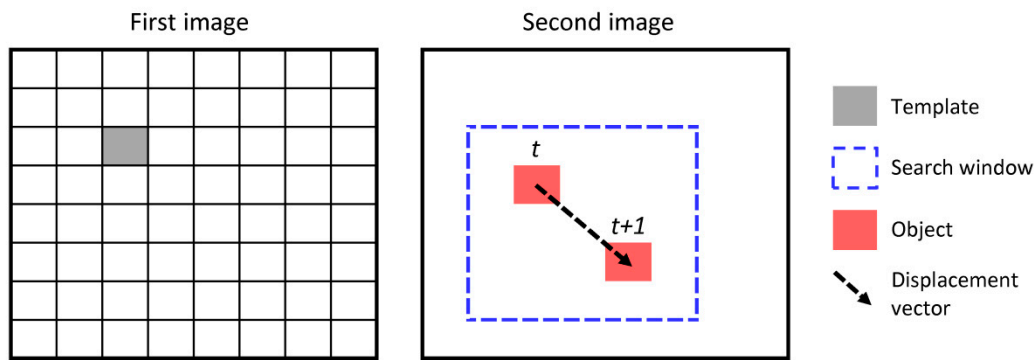 First image
Second image
t
t+1
Template
Search window
Object
Displacement
vector